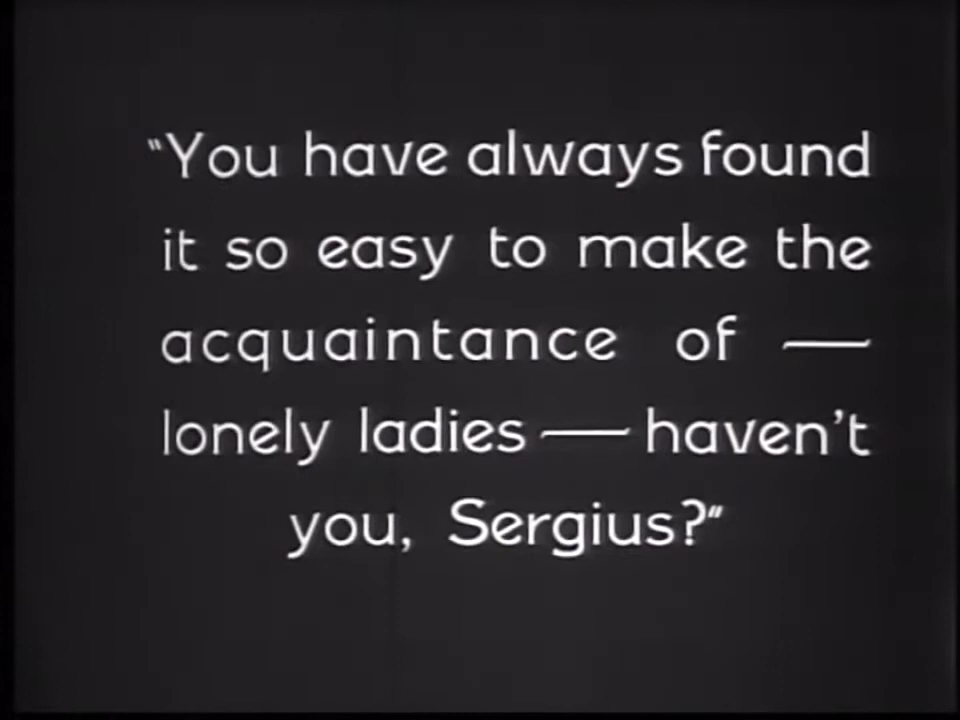 "You have always found
it so easy to make the
acquaintance of —
lonely ladies — haven't
you, Sergius?"